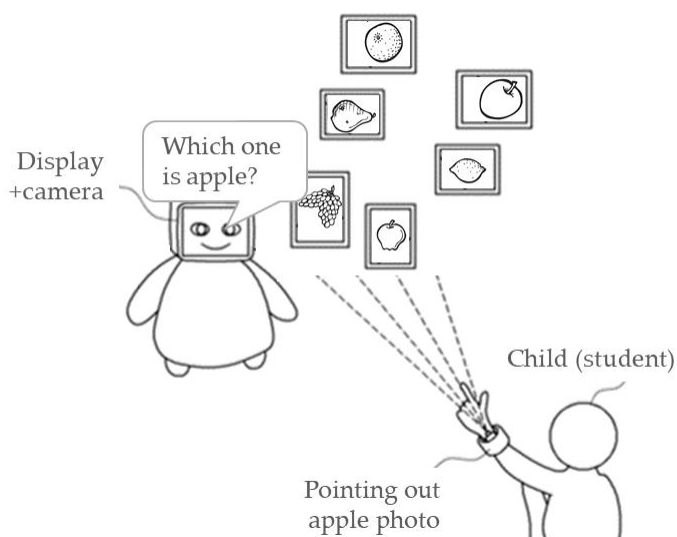 Which one
is apple?
Display
+camera
Child (student)
Pointing out
apple photo